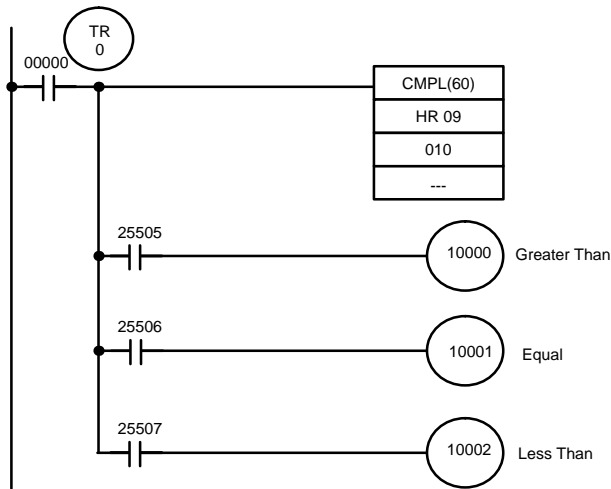 TR
0
00000
CMPL(60)
HR 09
010
---
25505
10000
Greater Than
25506
10001
Equal
25507
10002
Less Than